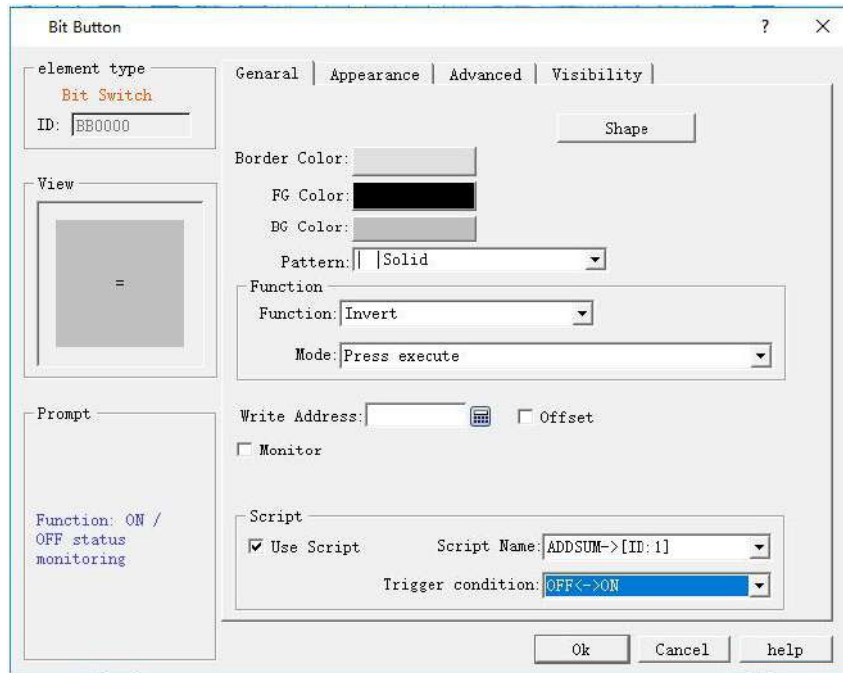 Bit Button
?
element type
Bit Switch
ID: BB0000
View
=
Prompt
Function: ON /
OFF status
monitoring
Genaral
Appearance
Advanced
Visibility
Shape
Border Color:
FG Color:
BG Color:
Pattern: Solid
Function
Function: Invert
Mode: Press execute
Write Address:
Offset
Monitor
Script
Use Script
Script Name: ADDSUM->[ID:1]
Trigger condition: OFF<->ON
Ok
Cancel
help